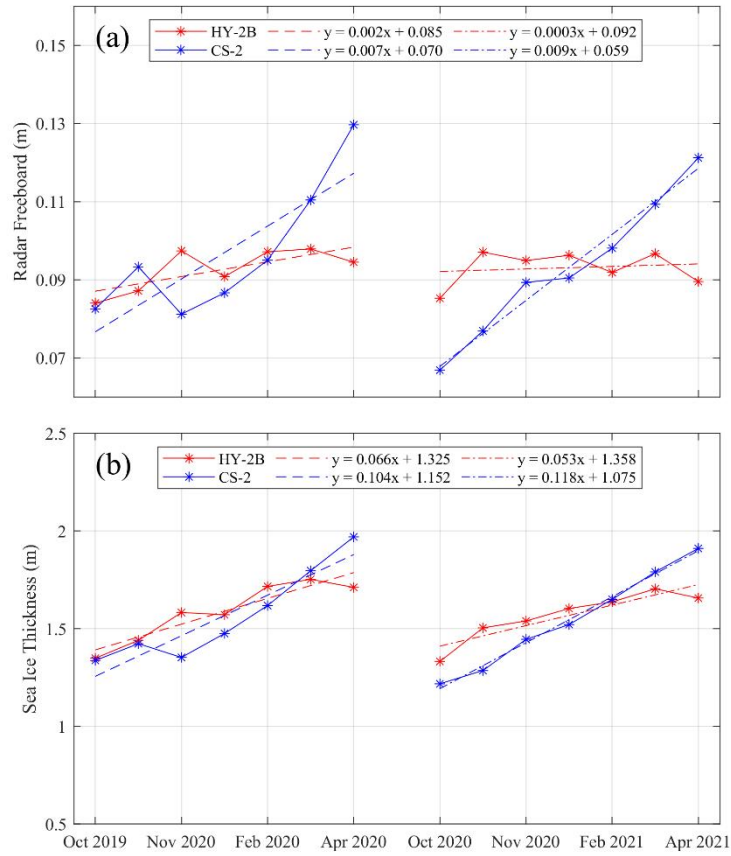 0.15
0.13
0.11
0.09
0.07
Radar Freeboard (m)
(a)
HY-2B y = 0.002x + 0.085 y = 0.0003x + 0.092
CS-2 y = 0.007x + 0.070 y = 0.009x + 0.059
2.5
2
1.5
1
0.5
Sea Ice Thickness (m)
(b)
HY-2B y = 0.066x + 1.325 y = 0.053x + 1.358
CS-2 y = 0.104x + 1.152 y = 0.118x + 1.075
Oct 2019 Nov 2020 Feb 2020 Apr 2020 Oct 2020 Nov 2020 Feb 2021 Apr 2021